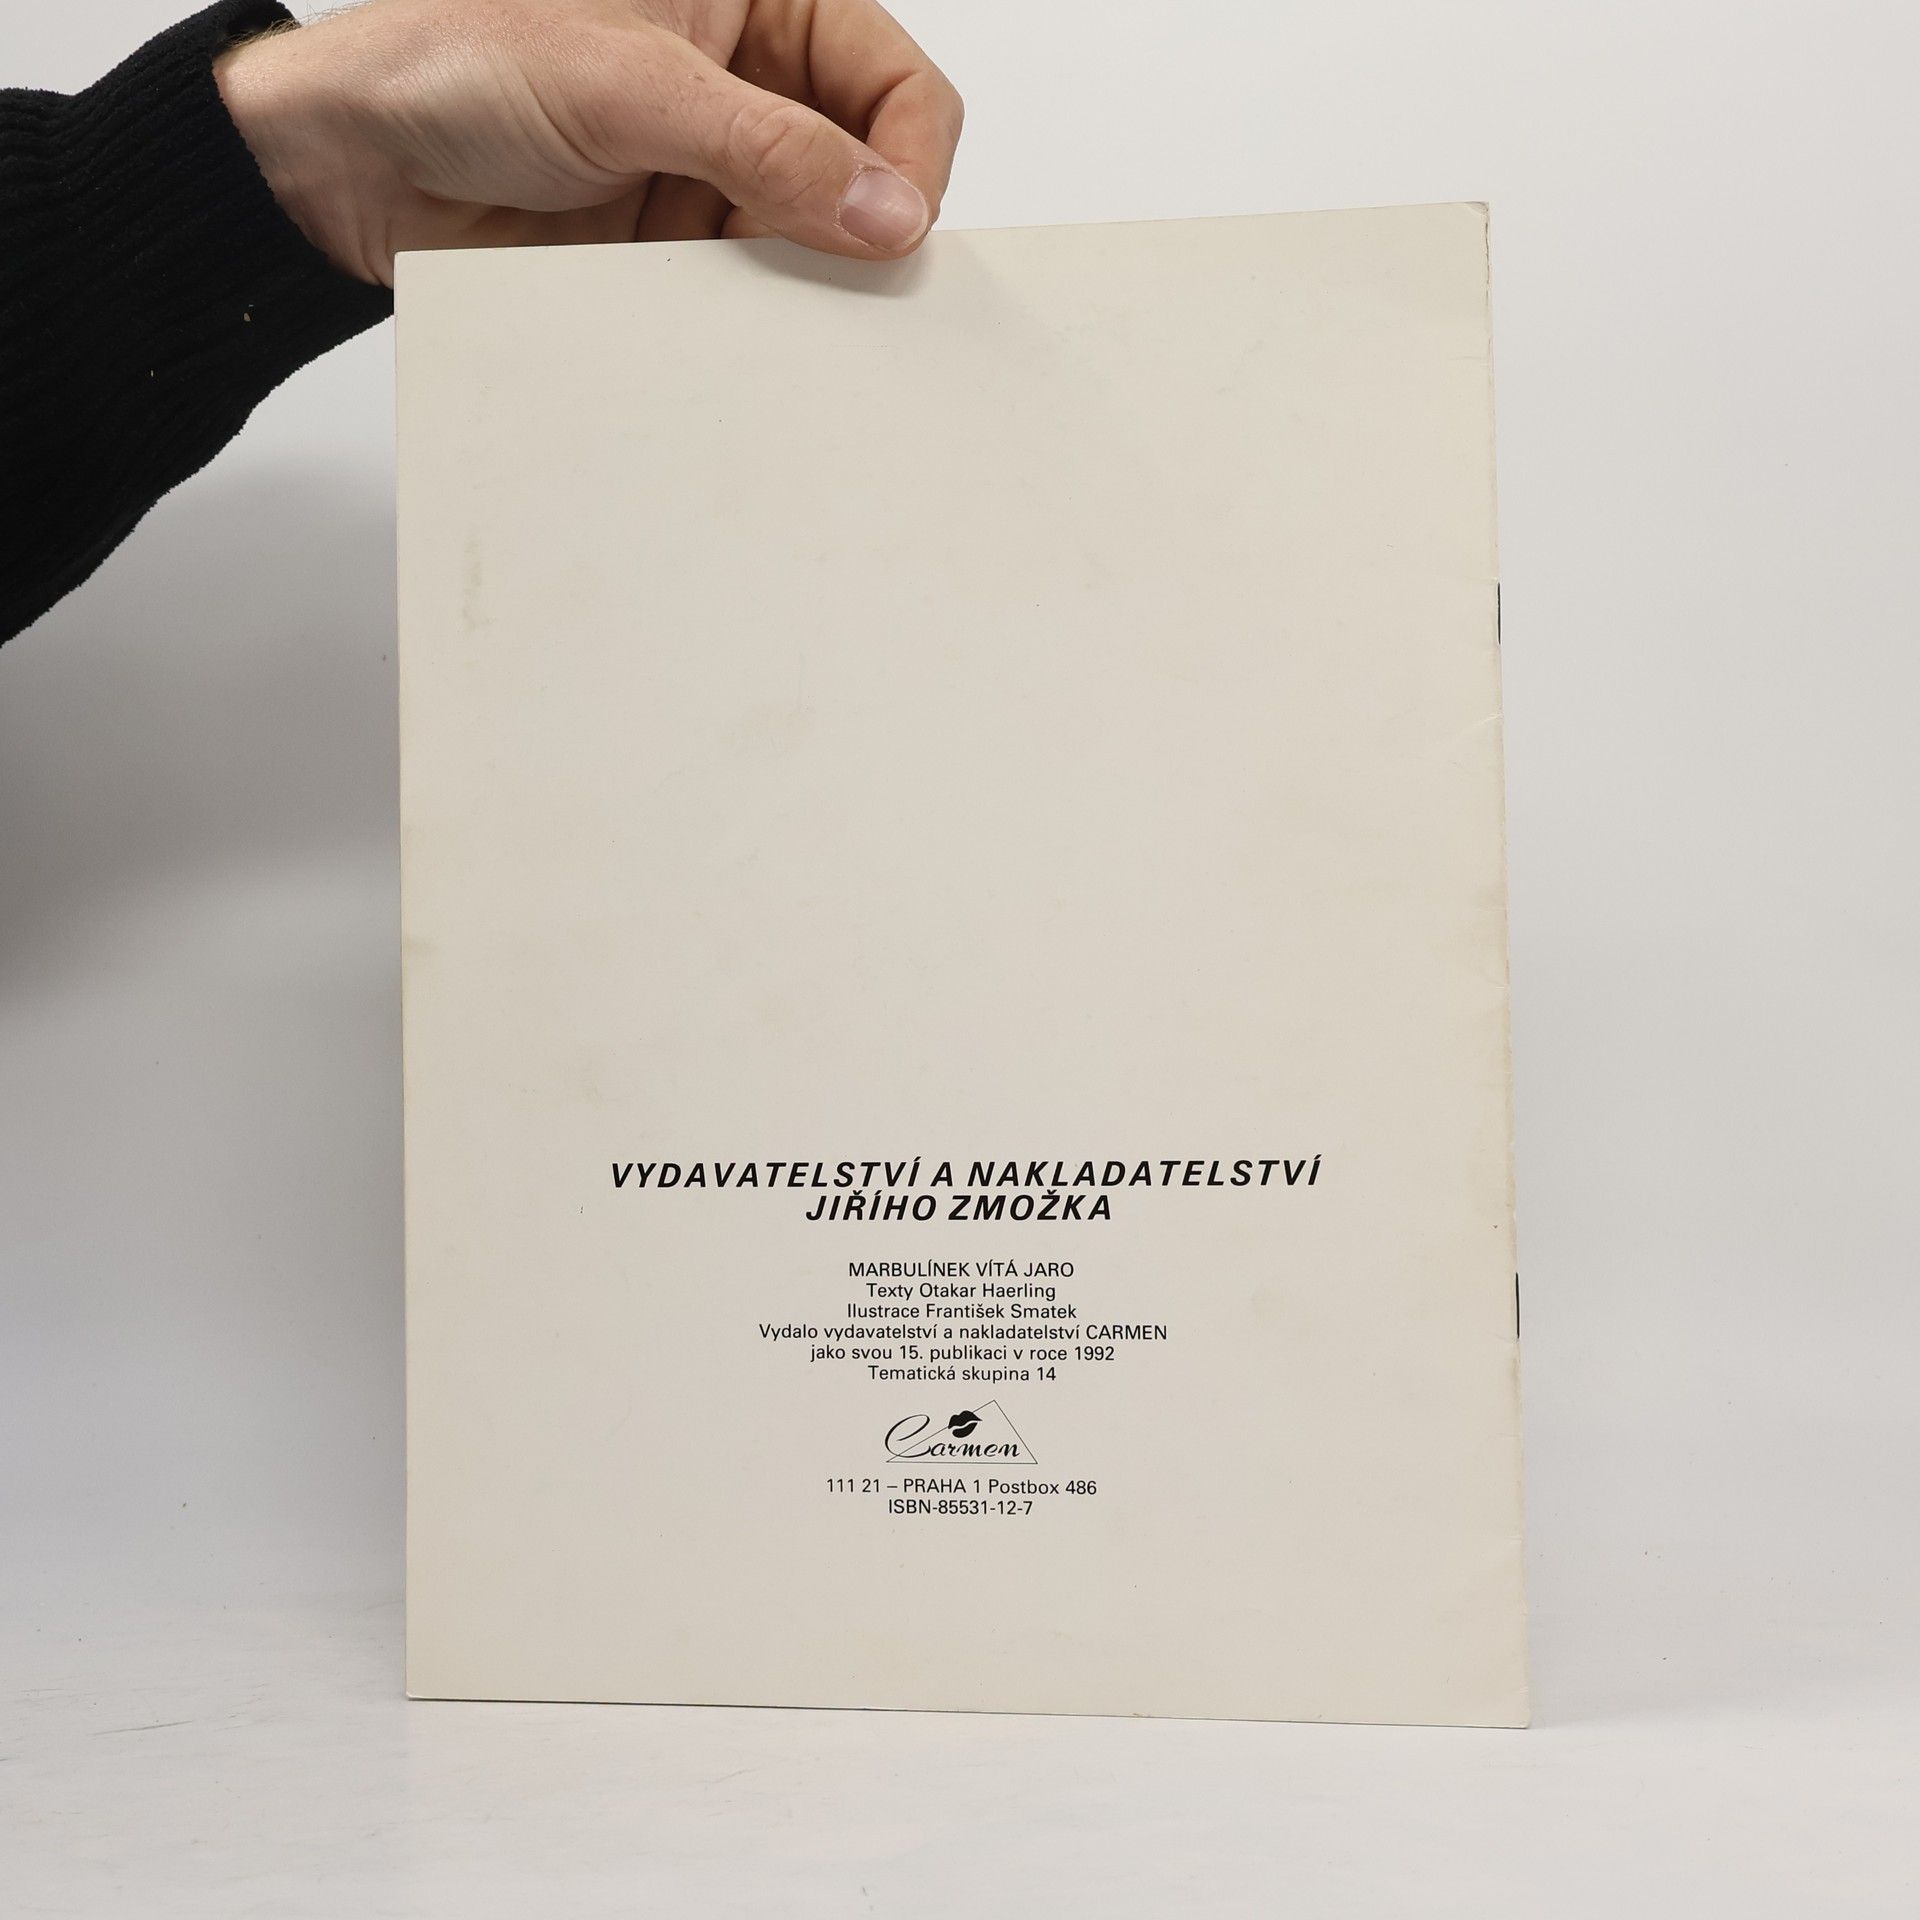 VYDAVATELSTVÍ A NAKLADATELSTVÍ
JIŘÍHO ZMOŽKA
MARBULÍNEK VÍTÁ JARO
Texty Otakar Haerling
Ilustrace František Smatek
Vydalo vydavatelství a nakladatelství CARMEN
jako svou 15. publikaci v roce 1992
Tematická skupina 14
Carmen
111 21 – PRAHA 1 Postbox 486
ISBN-85531-12-7